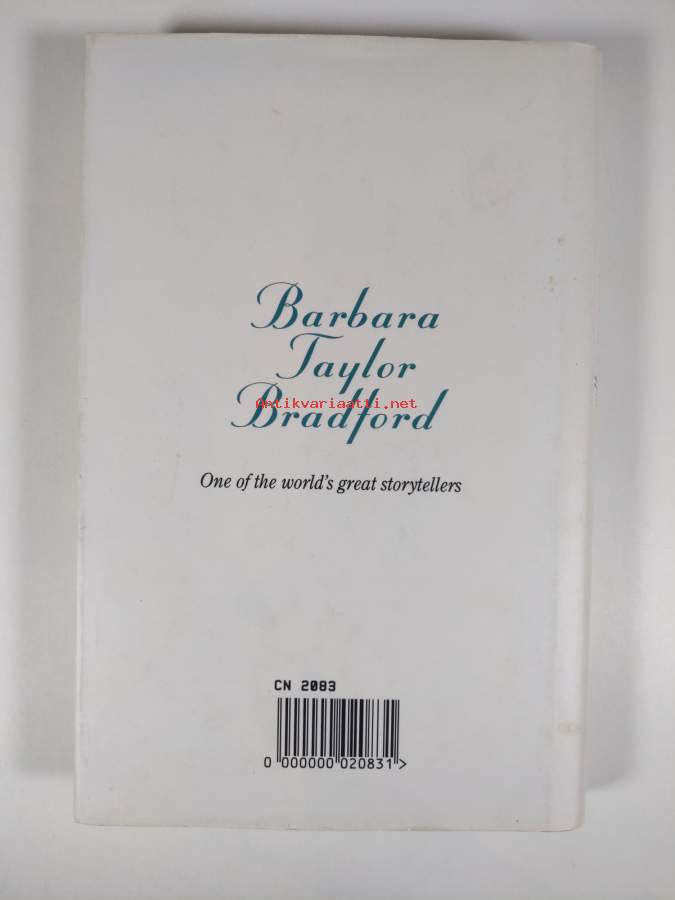 Barbara
Taylor
Bradford
Antikvariaatti.net
One of the world's great storytellers
CN 2083
0 000000 020831 >